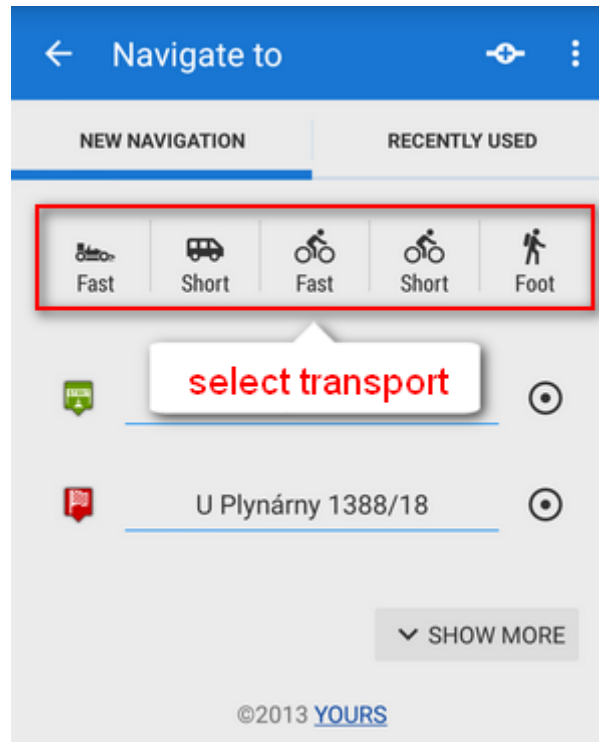 Navigate to
NEW NAVIGATION RECENTLY USED
Fast Short Fast Short Foot
select transport
U Plynárny 1388/18
SHOW MORE
©2013 YOURS